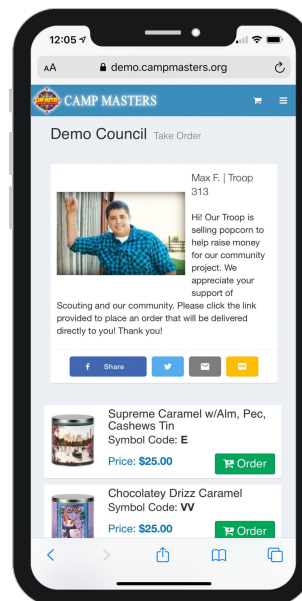 12:05
AA demo.campmasters.org
CAMP MASTERS
Demo Council Take Order
Max F. | Troop
313
Hi! Our Troop is
selling popcorn to
help raise money
for our community
project. We
appreciate your
support of
Scouting and our community. Please click the link
provided to place an order that will be delivered
directly to you! Thank you!
Share
Supreme Caramel w/Alm, Pec,
Cashews Tin
Symbol Code: E
Price: $25.00
Order
Chocolatey Drizz Caramel
Symbol Code: VV
Price: $25.00
Order